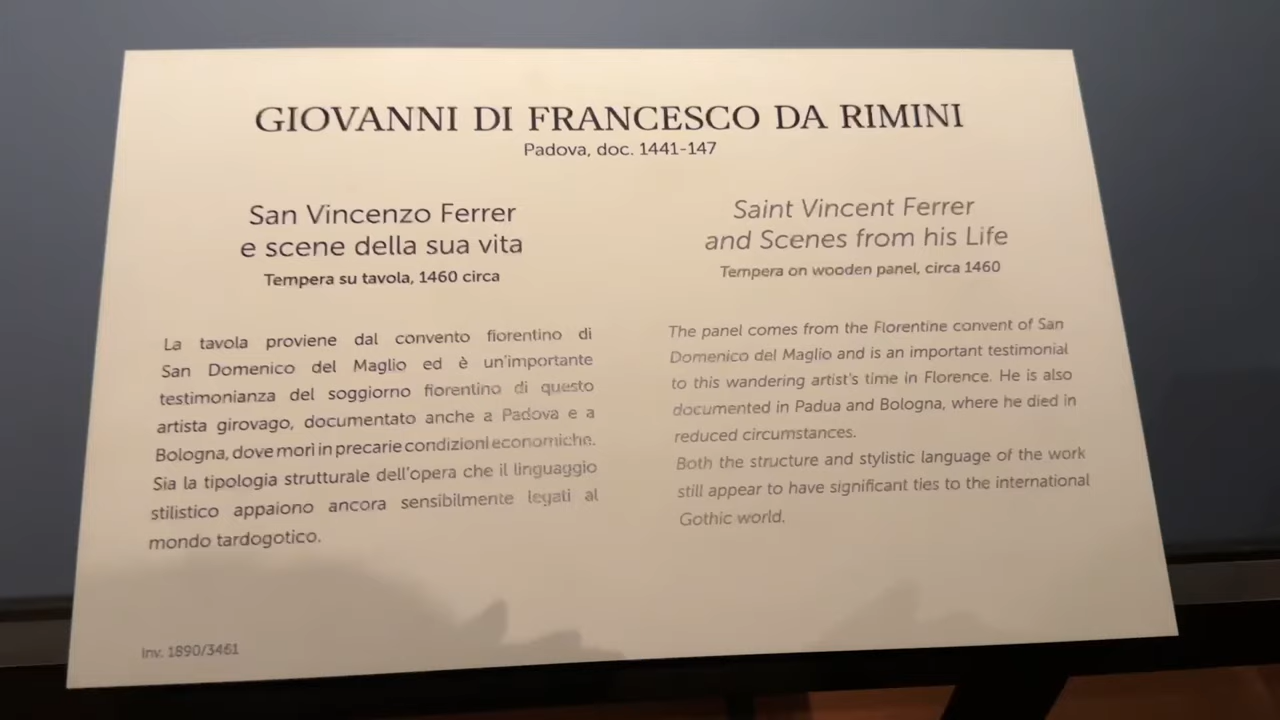 GIOVANNI DI FRANCESCO DA RIMINI
Padova, doc. 1441-147
San Vincenzo Ferrer
e scene della sua vita
Tempera su tavola, 1460 circa
La tavola proviene dal convento fiorentino di
San Domenico del Maglio ed è un'importante
testimonianza del soggiorno fiorentino di questo
artista girovago, documentato anche a Padova e a
Bologna, dove morì in precarie condizioni economiche.
Sia la tipologia strutturale dell'opera che il linguaggio
stilistico appaiono ancora sensibilmente legati al
mondo tardogotico.
Saint Vincent Ferrer
and Scenes from his Life
Tempera on wooden panel, circa 1460
The panel comes from the Florentine convent of San
Domenico del Maglio and is an important testimonial
to this wandering artist's time in Florence. He is also
documented in Padua and Bologna, where he died in
reduced circumstances.
Both the structure and stylistic language of the work
still appear to have significant ties to the international
Gothic world.
Inv. 1890/3461